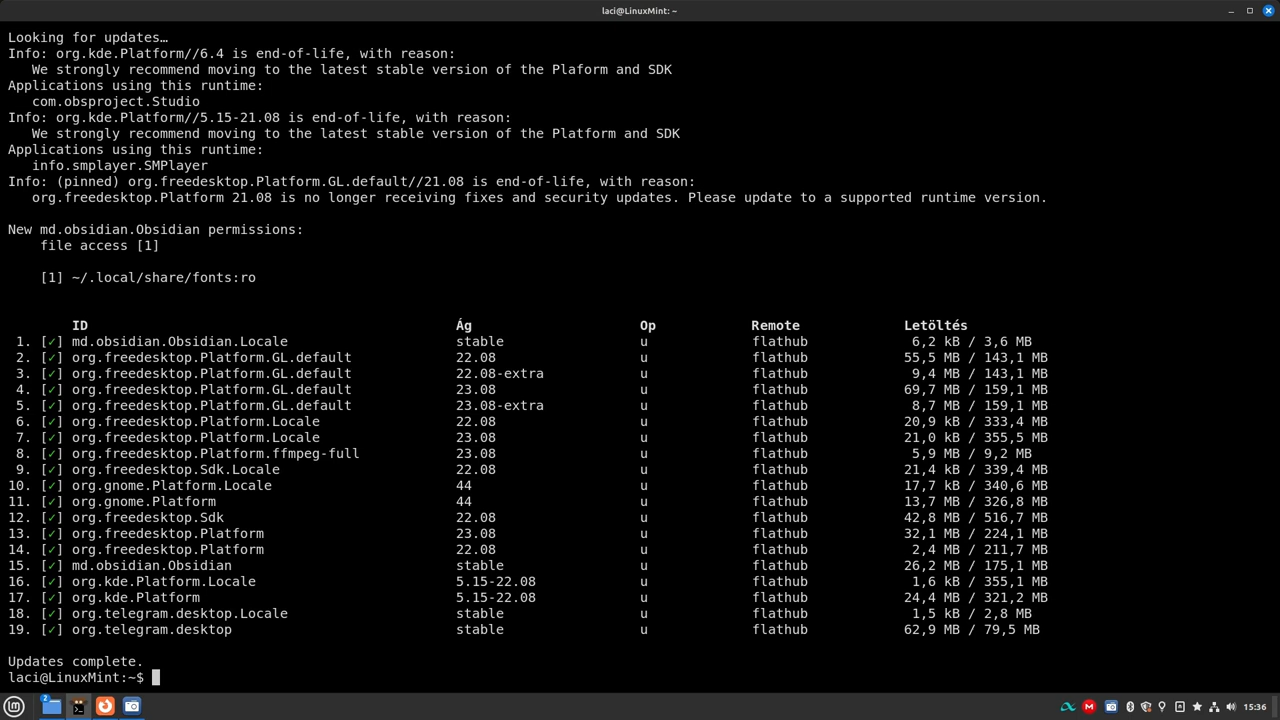 laci@LinuxMint: ~
Looking for updates…
Info: org.kde.Platform//6.4 is end-of-life, with reason:
   We strongly recommend moving to the latest stable version of the Plaform and SDK
Applications using this runtime:
   com.obsproject.Studio
Info: org.kde.Platform//5.15-21.08 is end-of-life, with reason:
   We strongly recommend moving to the latest stable version of the Platform and SDK
Applications using this runtime:
   info.smplayer.SMPlayer
Info: (pinned) org.freedesktop.Platform.GL.default//21.08 is end-of-life, with reason:
   org.freedesktop.Platform 21.08 is no longer receiving fixes and security updates. Please update to a supported runtime version.
New md.obsidian.Obsidian permissions:
    file access [1]
    [1] ~/.local/share/fonts:ro
        ID Ág Op Remote Letöltés
 1. [✓] md.obsidian.Obsidian.Locale stable u flathub 6,2 kB / 3,6 MB
 2. [✓] org.freedesktop.Platform.GL.default 22.08 u flathub 55,5 MB / 143,1 MB
 3. [✓] org.freedesktop.Platform.GL.default 22.08-extra u flathub 9,4 MB / 143,1 MB
 4. [✓] org.freedesktop.Platform.GL.default 23.08 u flathub 69,7 MB / 159,1 MB
 5. [✓] org.freedesktop.Platform.GL.default 23.08-extra u flathub 8,7 MB / 159,1 MB
 6. [✓] org.freedesktop.Platform.Locale 22.08 u flathub 20,9 kB / 333,4 MB
 7. [✓] org.freedesktop.Platform.Locale 23.08 u flathub 21,0 kB / 355,5 MB
 8. [✓] org.freedesktop.Platform.ffmpeg-full 23.08 u flathub 5,9 MB / 9,2 MB
 9. [✓] org.freedesktop.Sdk.Locale 22.08 u flathub 21,4 kB / 339,4 MB
10. [✓] org.gnome.Platform.Locale 44 u flathub 17,7 kB / 340,6 MB
11. [✓] org.gnome.Platform 44 u flathub 13,7 MB / 326,8 MB
12. [✓] org.freedesktop.Sdk 22.08 u flathub 42,8 MB / 516,7 MB
13. [✓] org.freedesktop.Platform 23.08 u flathub 32,1 MB / 224,1 MB
14. [✓] org.freedesktop.Platform 22.08 u flathub 2,4 MB / 211,7 MB
15. [✓] md.obsidian.Obsidian stable u flathub 26,2 MB / 175,1 MB
16. [✓] org.kde.Platform.Locale 5.15-22.08 u flathub 1,6 kB / 355,1 MB
17. [✓] org.kde.Platform 5.15-22.08 u flathub 24,4 MB / 321,2 MB
18. [✓] org.telegram.desktop.Locale stable u flathub 1,5 kB / 2,8 MB
19. [✓] org.telegram.desktop stable u flathub 62,9 MB / 79,5 MB
Updates complete.
laci@LinuxMint:~$
2
15:36